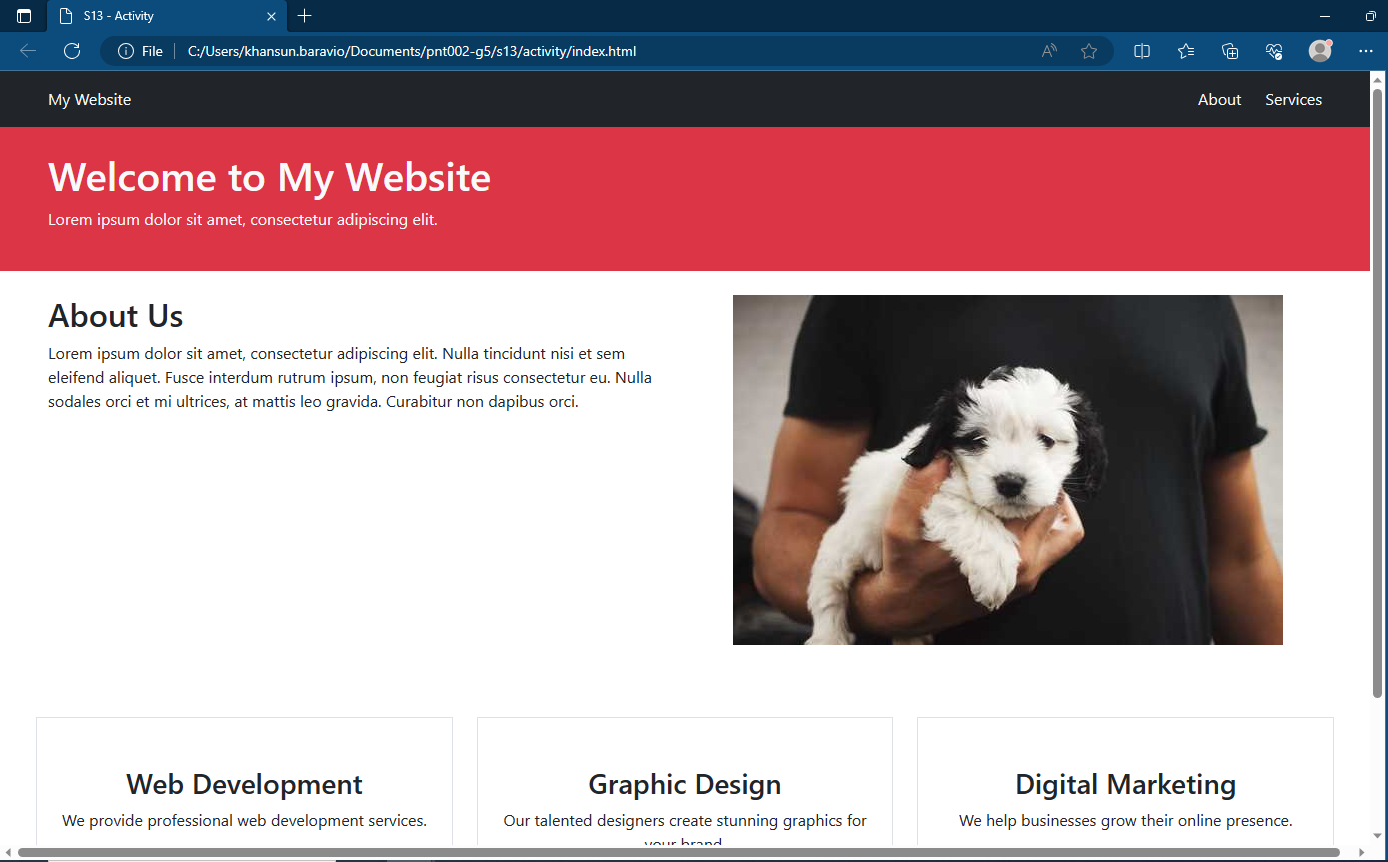 S13 - Activity
File
C:/Users/khansun.baravio/Documents/pnt002-g5/s13/activity/index.html
My Website
About
Services
Welcome to My Website
Lorem ipsum dolor sit amet, consectetur adipiscing elit.
About Us
Lorem ipsum dolor sit amet, consectetur adipiscing elit. Nulla tincidunt nisi et sem
eleifend aliquet. Fusce interdum rutrum ipsum, non feugiat risus consectetur eu. Nulla
sodales orci et mi ultrices, at mattis leo gravida. Curabitur non dapibus orci.
Web Development
We provide professional web development services.
Graphic Design
Our talented designers create stunning graphics for
your brand.
Digital Marketing
We help businesses grow their online presence.